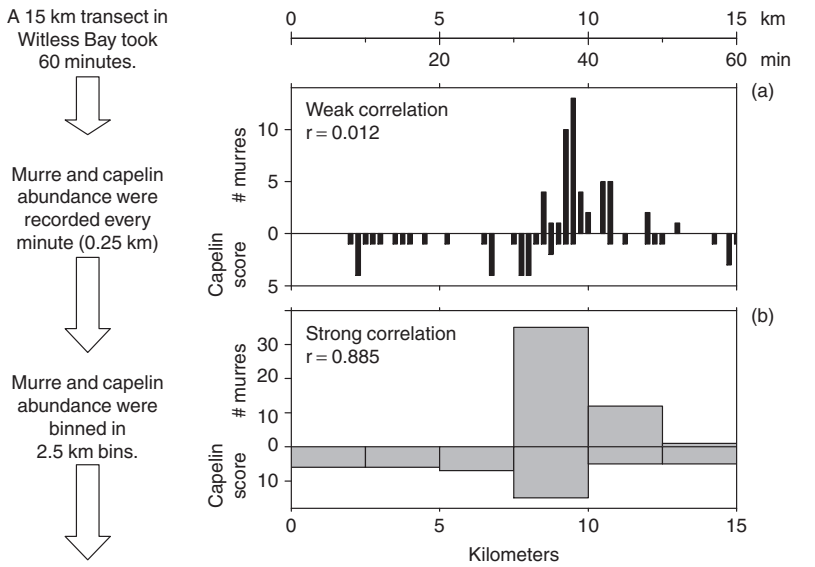 A 15 km transect in
Witless Bay took
60 minutes.
Murre and capelin
abundance were
recorded every
minute (0.25 km)
Murre and capelin
abundance were
binned in
2.5 km bins.
0 5 10 15 km
20 40 60 min
(a)
Weak correlation
r = 0.012
# murres
10
5
0
Capelin
score
5
(b)
Strong correlation
r = 0.885
# murres
30
20
10
0
Capelin
score
10
0 5 10 15
Kilometers